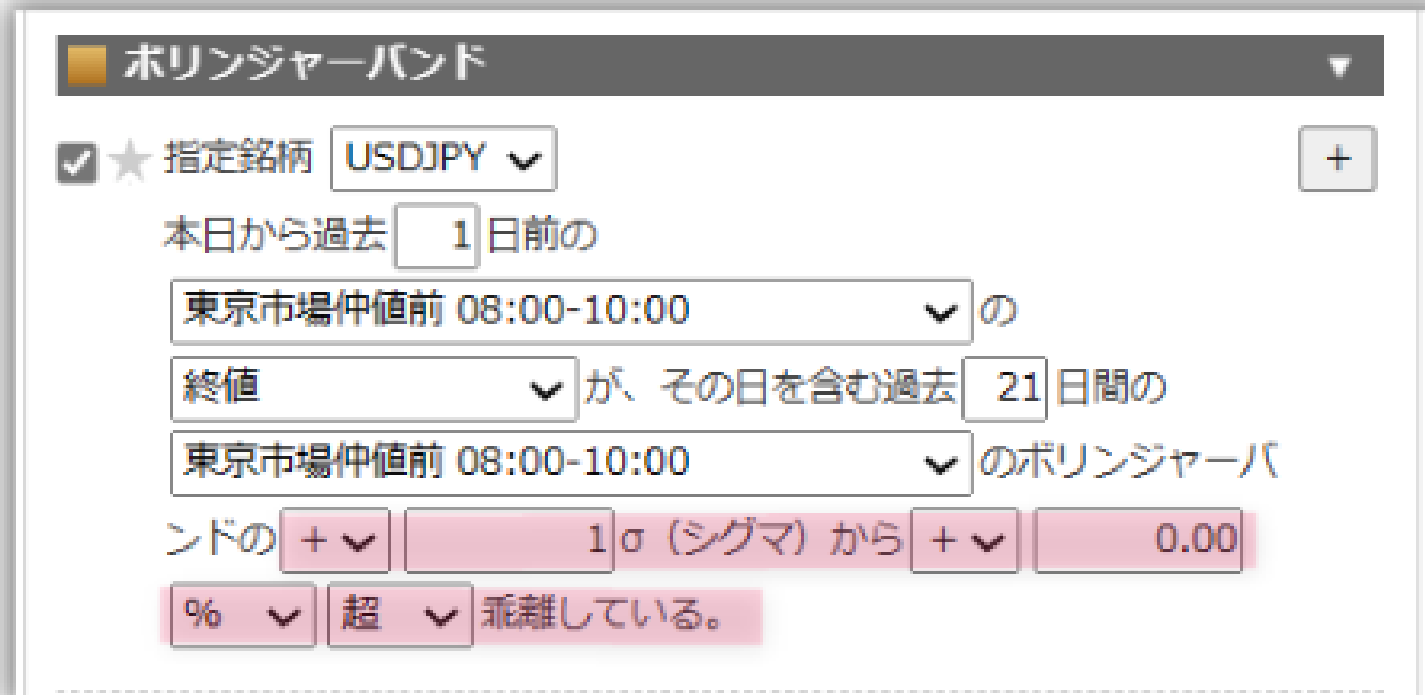 ボリンジャーバンド ▼
指定銘柄 USDJPY +
本日から過去 1 日前の
東京市場仲値前 08:00-10:00 の
終値 が、その日を含む過去 21 日間の
東京市場仲値前 08:00-10:00 のボリンジャーバ
ンドの + 1 σ（シグマ）から + 0.00
% 超 乖離している。